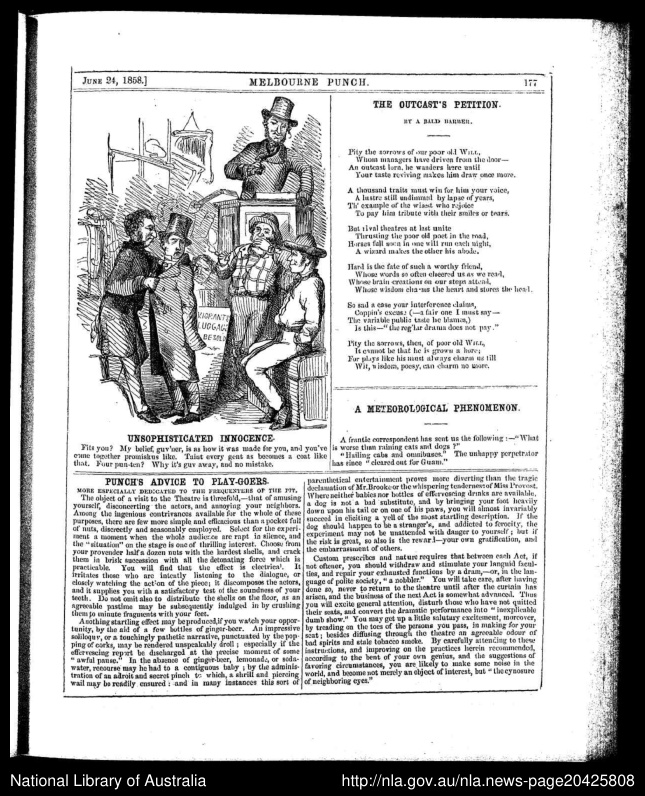 JUNE 24, 1858.] MELBOURNE PUNCH. 177
EMIGRANTS
LUGGAGE
UNSOPHISTICATED INNOCENCE.
Fits you? My belief, guv'ner, is as how it was made for you, and you've
come together promiskus like. Taint every gent as becomes a coat like
that. Four pun-ten? Why it's guv away, and no mistake.
THE OUTCAST'S PETITION.
BY A BALD BARBER.
Pity the sorrows of our poor old WILL,
Whom managers have driven from the door—
An outcast lorn, he wanders here until
Your taste reviving makes him draw once more.
A thousand traits must win for him your voice,
A lustre still undimmed by lapse of years,
Th' example of the wisest who rejoice
To pay him tribute with their smiles or tears.
But rival theatres at last unite
Thrusting the poor old poet in the road,
Horses fall soon in one will run each night,
A wizard makes the other his abode.
Hard is the fate of such a worthy friend,
Whose words so often cheered us as we read,
Whose brain creations on our steps attend,
Whose wisdom charms the heart and stores the head.
So sad a case your interference claims,
Coppin's excuse (—a fair one I must say—
The variable public taste he blames,)
Is this—"the reg'lar drama does not pay."
Pity the sorrows, then, of poor old WILL,
It cannot be that he is grown a bore;
For plays like his must always charm us till
Wit, wisdom, poesy, can charm no more.
A METEOROLOGICAL PHENOMENON.
A frantic correspondent has sent us the following :—"What
is worse than raining cats and dogs ?"
"Hailing cabs and omnibuses." The unhappy perpetrator
has since "cleared out for Guam."
PUNCH'S ADVICE TO PLAY-GOERS.
MORE ESPECIALLY DEDICATED TO THE FREQUENTERS OF THE PIT.
The object of a visit to the Theatre is threefold,—that of amusing
yourself, disconcerting the actors, and annoying your neighbors.
Among the ingenious contrivances available for the whole of these
purposes, there are few more simple and efficacious than a pocket full
of nuts, discreetly and seasonably employed. Select for the experi-
ment a moment when the whole audience are rapt in silence, and
the "situation" on the stage is one of thrilling interest. Choose from
your provender half a dozen nuts with the hardest shells, and crack
them in brisk succession with all the detonating force which is
practicable. You will find that the effect is electrical. It
irritates those who are intently listening to the dialogue, or
closely watching the action of the piece; it discomposes the actors,
and it supplies you with a satisfactory test of the soundness of your
teeth. Do not omit also to distribute the shells on the floor, as an
agreeable pastime may be subsequently indulged in by crushing
them to minute fragments with your feet.
A nothing startling effect may be produced, if you watch your oppor-
tunity, by the aid of a few bottles of ginger-beer. An impressive
soliloquy, or a touchingly pathetic narrative, punctuated by the pop-
ping of corks, may be rendered unspeakably droll; especially if the
effervescing report be discharged at the precise moment of some
"awful pause." In the absence of ginger-beer, lemonade, or soda-
water, recourse may be had to a contiguous baby; by the adminis-
tration of an adroit and secret pinch to which, a shrill and piercing
wail may be readily ensured: and in many instances this sort of
parenthetical entertainment proves more diverting than the tragic
declamation of Mr. Brooke or the whispering tenderness of Miss Provost.
Where neither babies nor bottles of effervescing drinks are available,
a dog is not a bad substitute, and by bringing your foot heavily
down upon his tail or on one of his paws, you will almost invariably
succeed in eliciting a yell of the most startling description. If the
dog should happen to be a stranger's, and addicted to ferocity, the
experiment may not be unattended with danger to yourself; but if
the risk is great, so also is the reward—your own gratification, and
the embarrassment of others.
Custom prescribes and nature requires that between each Act, if
not oftener, you should withdraw and stimulate your languid facul-
ties, and repair your exhausted functions by a dram,—or, in the lan-
guage of polite society, "a nobbler." You will take care, after having
done so, never to return to the theatre until after the curtain has
arisen, and the business of the next Act is somewhat advanced. Thus
you will excite general attention, disturb those who have not quitted
their seats, and convert the dramatic performance into "inexplicable
dumb show." You may get up a little salutary excitement, moreover,
by treading on the toes of the persons you pass, in making for your
seat; besides diffusing through the theatre an agreeable odour of
bad spirits and stale tobacco smoke. By carefully attending to these
instructions, and improving on the practices herein recommended,
according to the bent of your own genius, and the suggestions of
favoring circumstances, you are likely to make some noise in the
world, and become not merely an object of interest, but "the cynosure
of neighboring eyes."
National Library of Australia http://nla.gov.au/nla.news-page20425808